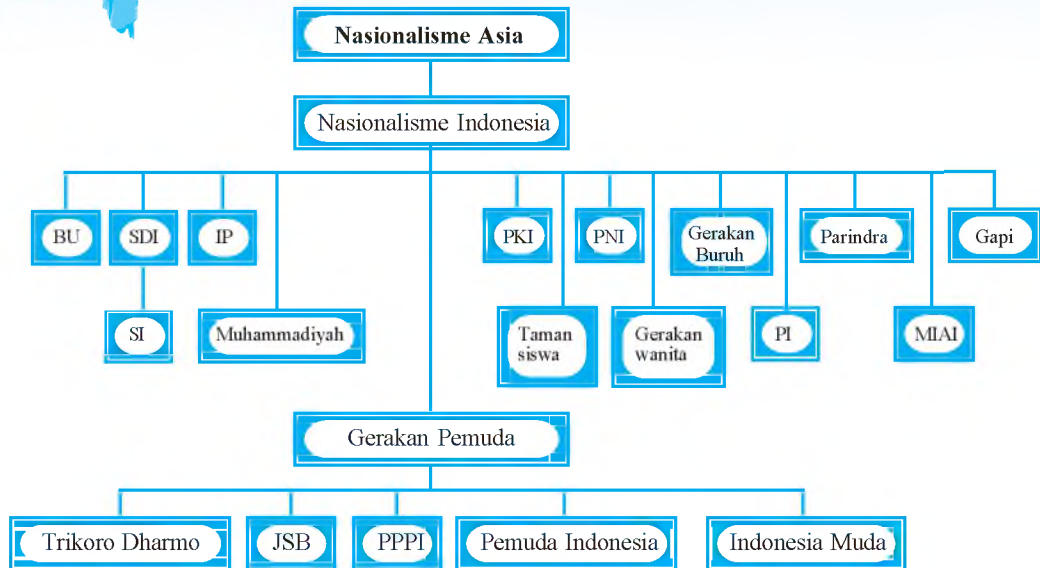 Nasionalisme Asia
Nasionalisme Indonesia
BU
SDI
IP
PKI
PNI
Gerakan
Buruh
Parindra
Gapi
SI
Muhammadiyah
Taman
siswa
Gerakan
wanita
PI
MIAI
Gerakan Pemuda
Trikoro Dharmo
JSB
PPPI
Pemuda Indonesia
Indonesia Muda